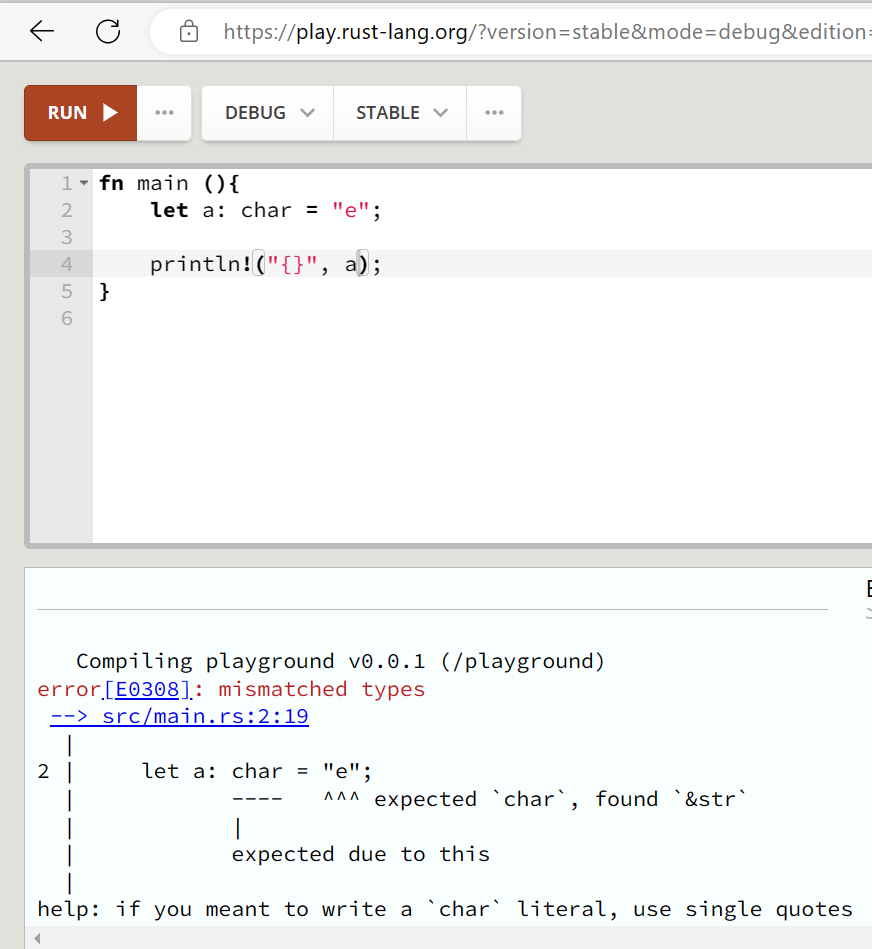 https://play.rust-lang.org/?version=stable&mode=debug&edition=
RUN ··· DEBUG STABLE ···
1 fn main (){
2     let a: char = "e";
3
4     println!("{}", a);
5 }
6
   Compiling playground v0.0.1 (/playground)
error[E0308]: mismatched types
 --> src/main.rs:2:19
  |
2 |     let a: char = "e";
  |            ----   ^^^ expected `char`, found `&str`
  |            |
  |            expected due to this
  |
help: if you meant to write a `char` literal, use single quotes